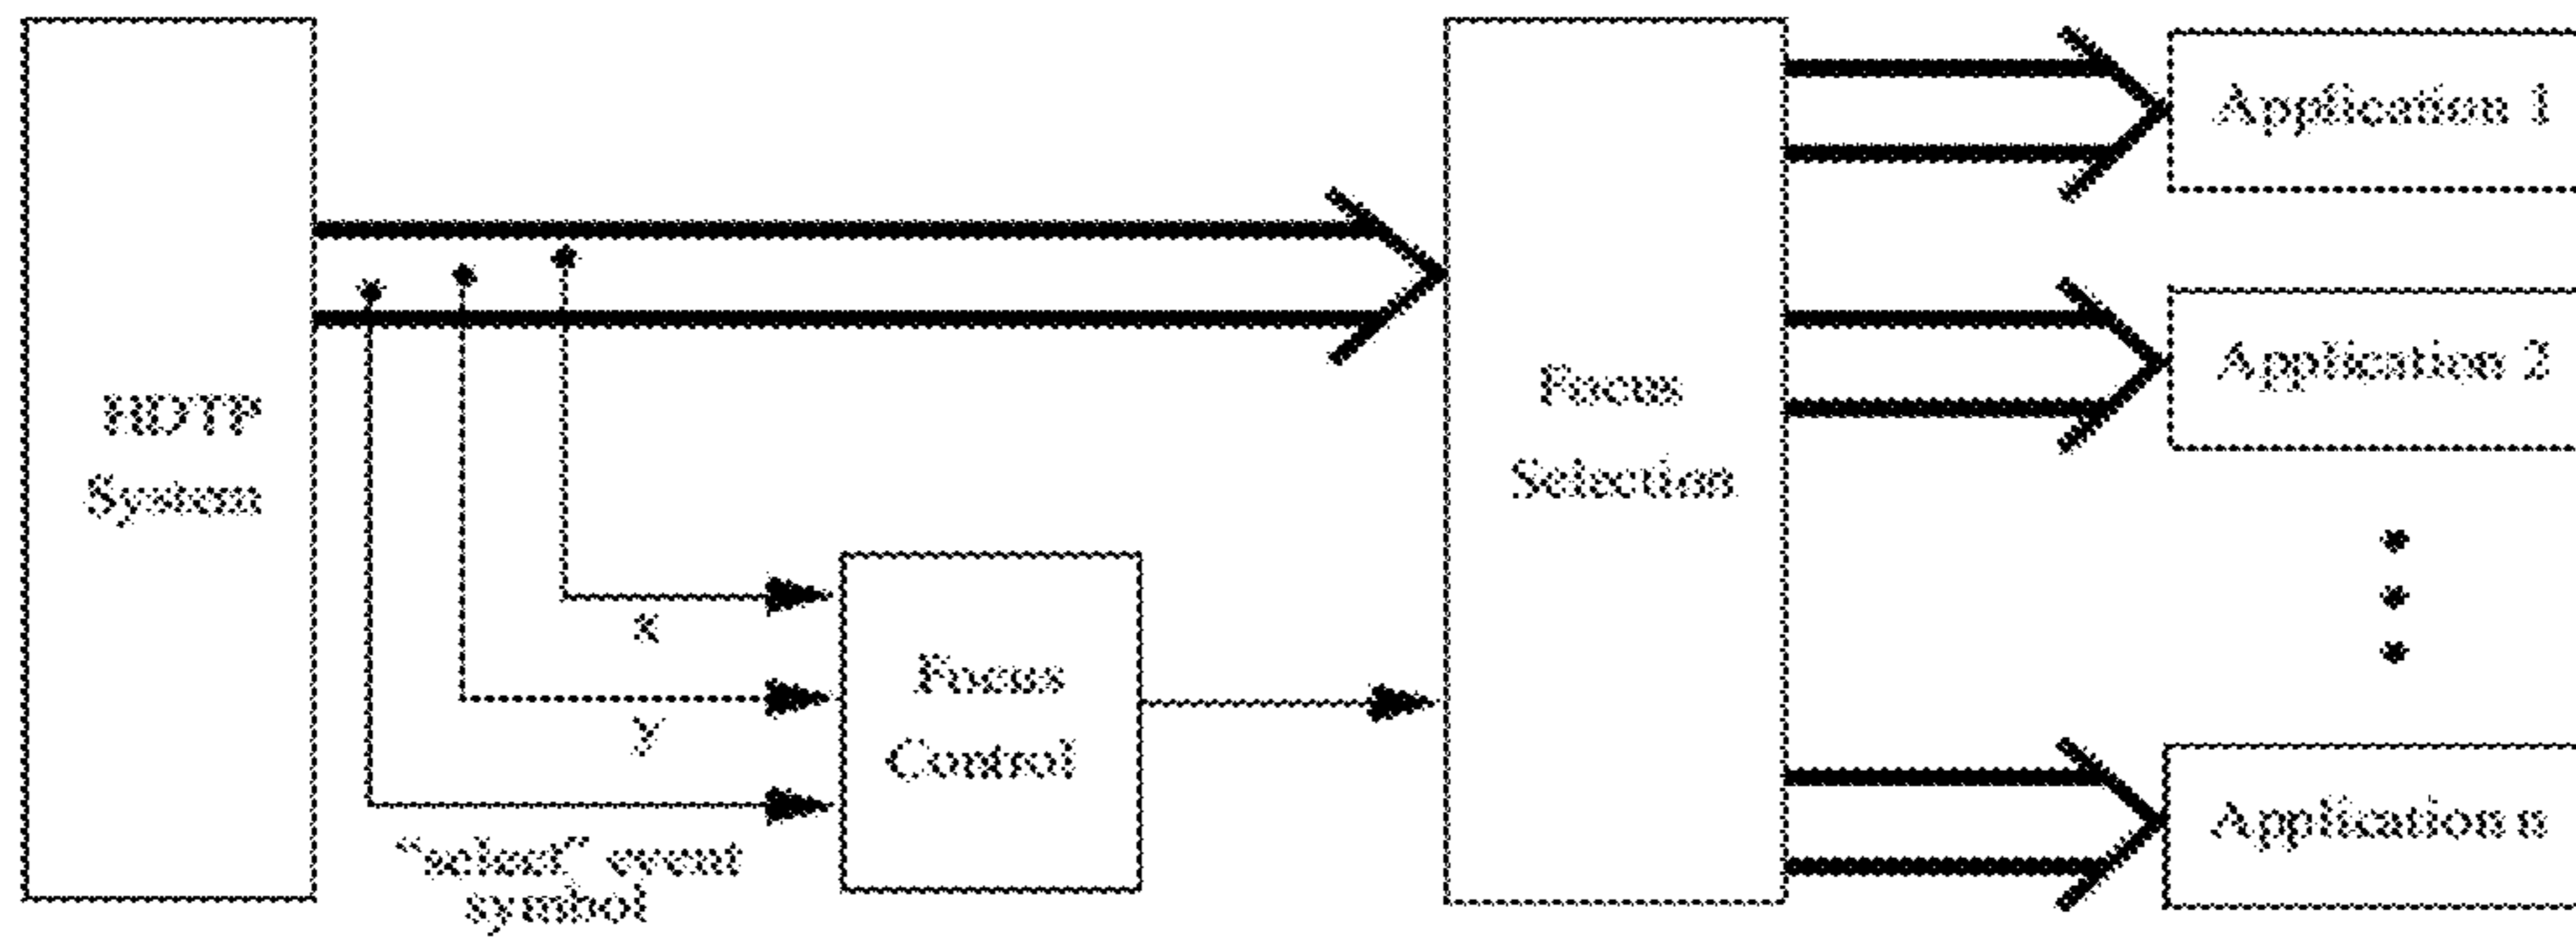 HDTP
System
x
y
“select” event
symbol
Focus
Control
Focus
Selection
Application 1
Application 2
Application n